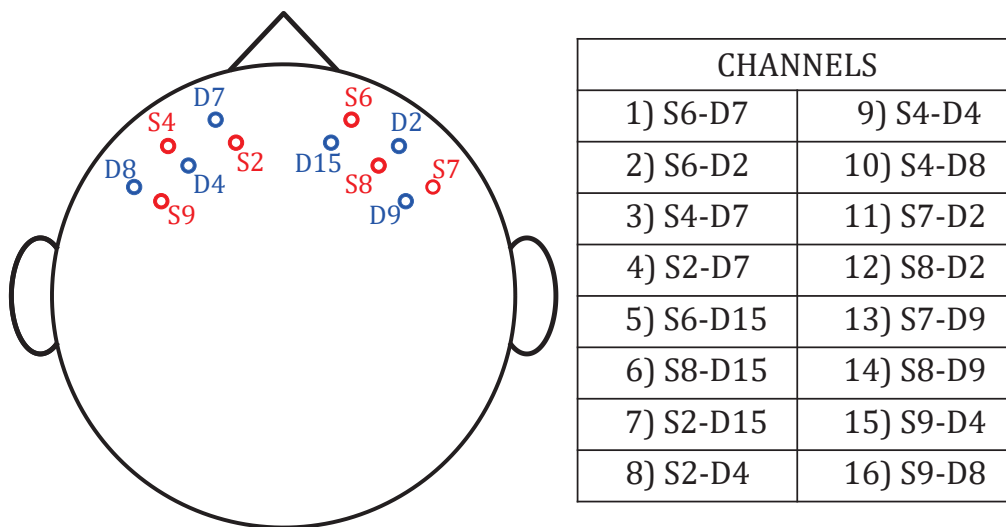 D7
S6
S4
D2
S2
D15
D8
D4
S8
S7
S9
D9
CHANNELS
1) S6-D7 9) S4-D4
2) S6-D2 10) S4-D8
3) S4-D7 11) S7-D2
4) S2-D7 12) S8-D2
5) S6-D15 13) S7-D9
6) S8-D15 14) S8-D9
7) S2-D15 15) S9-D4
8) S2-D4 16) S9-D8